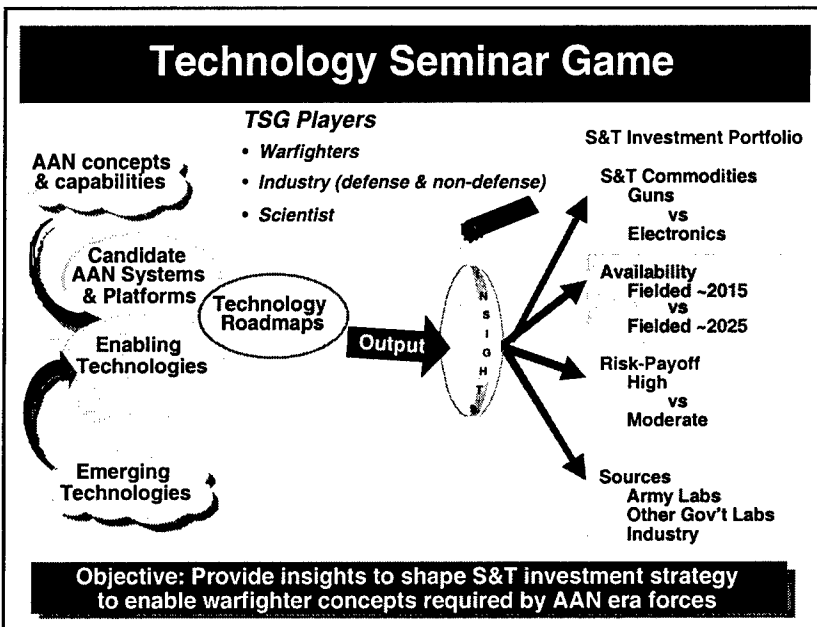 Technology Seminar Game
TSG Players
• Warfighters
• Industry (defense & non-defense)
• Scientist
AAN concepts
& capabilities
Candidate
AAN Systems
& Platforms
Enabling
Technologies
Emerging
Technologies
Technology
Roadmaps
Output
INSIGHTS
S&T Investment Portfolio
S&T Commodities
Guns
vs
Electronics
Availability
Fielded ~2015
vs
Fielded ~2025
Risk-Payoff
High
vs
Moderate
Sources
Army Labs
Other Gov't Labs
Industry
Objective: Provide insights to shape S&T investment strategy
to enable warfighter concepts required by AAN era forces